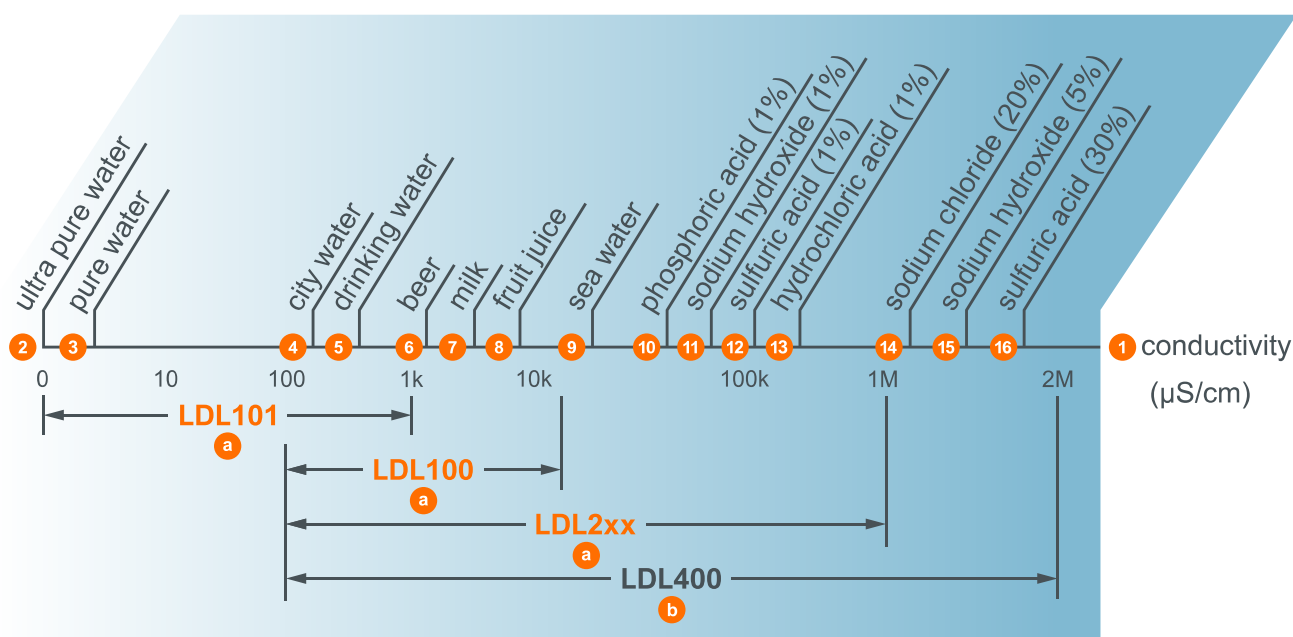 ultra pure water
pure water
city water
drinking water
beer
milk
fruit juice
sea water
phosphoric acid (1%)
sodium hydroxide (1%)
sulfuric acid (1%)
hydrochloric acid (1%)
sodium chloride (20%)
sodium hydroxide (5%)
sulfuric acid (30%)
2 3 4 5 6 7 8 9 10 11 12 13 14 15 16 1 conductivity
0 10 100 1k 10k 100k 1M 2M (µS/cm)
LDL101
a
LDL100
a
LDL2xx
a
LDL400
b